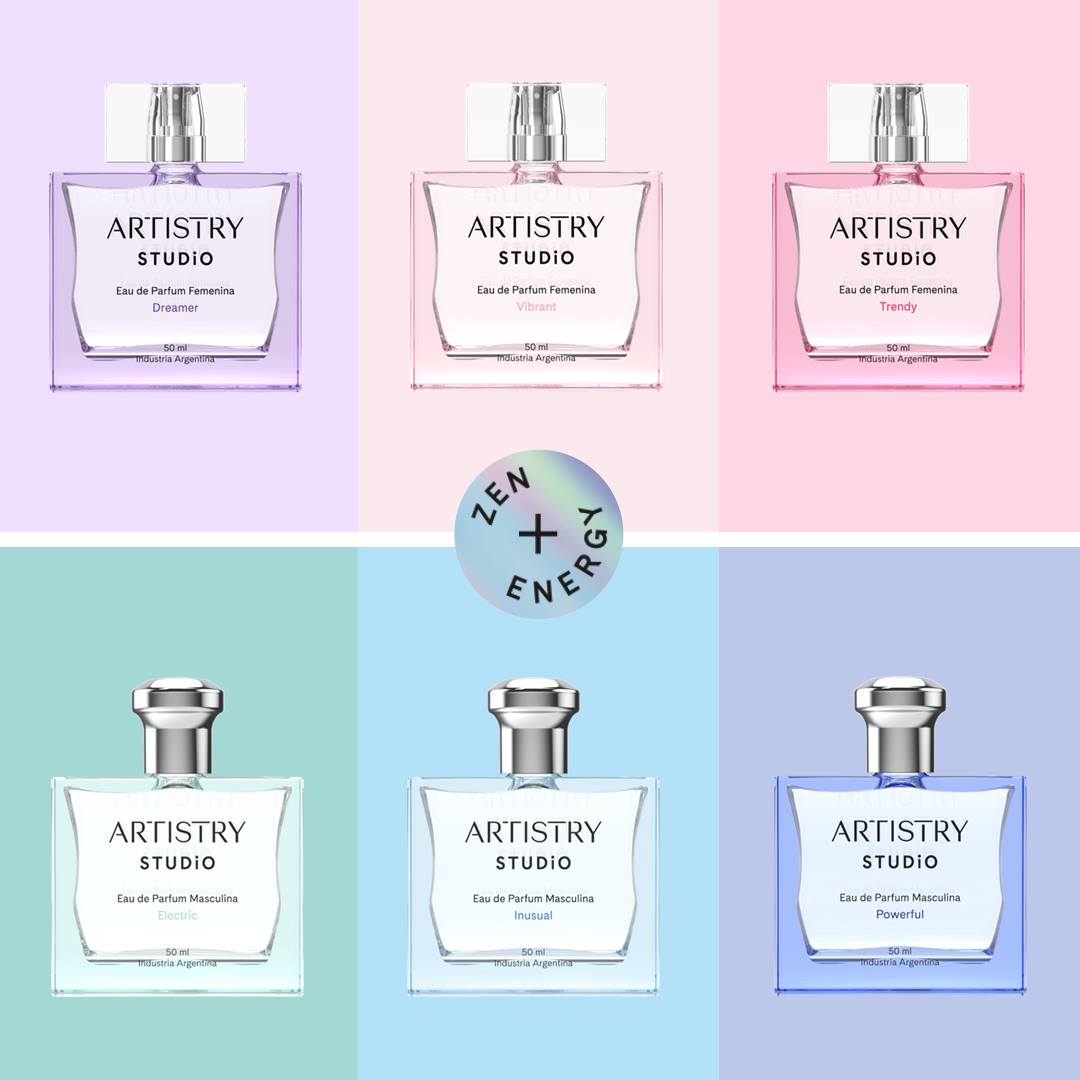 ARTISTRY
STUDiO
Eau de Parfum Femenina
Dreamer
50 ml
Industria Argentina
ARTISTRY
STUDiO
Eau de Parfum Femenina
Vibrant
50 ml
Industria Argentina
ARTISTRY
STUDiO
Eau de Parfum Femenina
Trendy
50 ml
Industria Argentina
ZEN
+
ENERGY
ARTISTRY
STUDiO
Eau de Parfum Masculina
Electric
50 ml
Industria Argentina
ARTISTRY
STUDiO
Eau de Parfum Masculina
Inusual
50 ml
Industria Argentina
ARTISTRY
STUDiO
Eau de Parfum Masculina
Powerful
50 ml
Industria Argentina